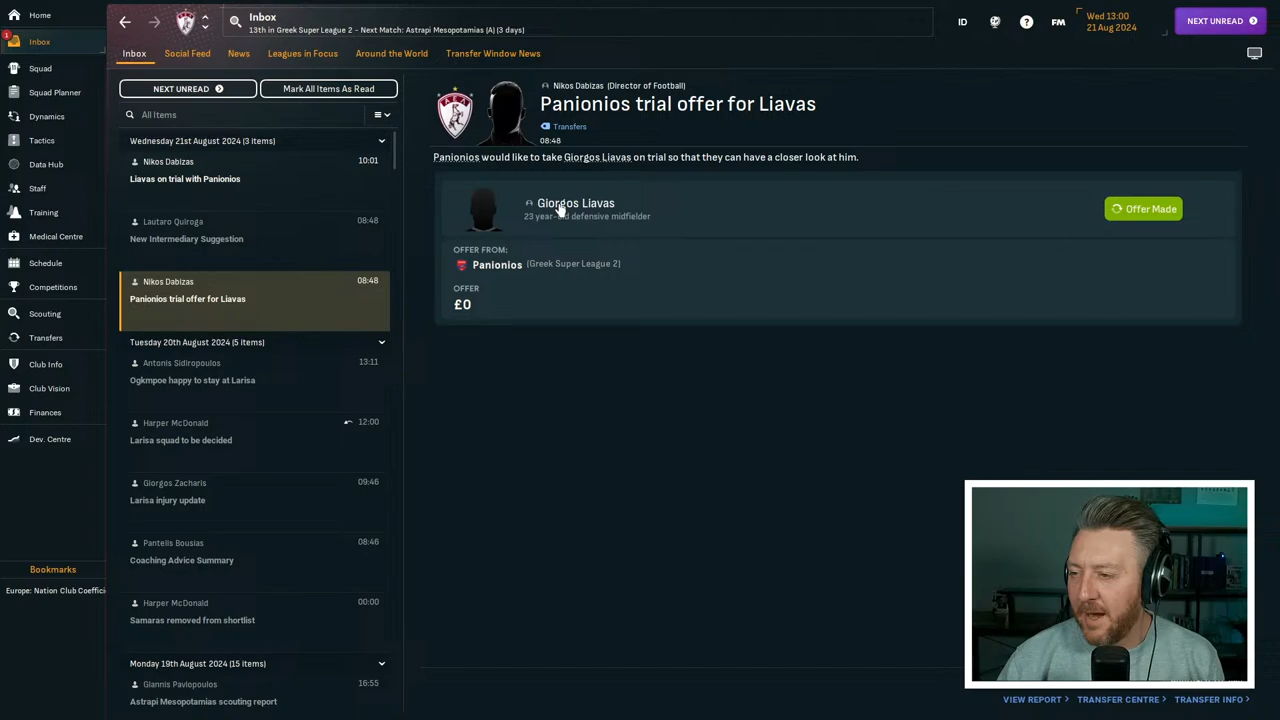 Home
1
Inbox
Squad
Squad Planner
Dynamics
Tactics
Data Hub
Staff
Training
Medical Centre
Schedule
Competitions
Scouting
Transfers
Club Info
Club Vision
Finances
Dev. Centre
Bookmarks
Europe: Nation Club Coeffici
Inbox
13th in Greek Super League 2 - Next Match: Astrapi Mesopotamias (A) (3 days)
ID
?
FM
Wed 13:00
21 Aug 2024
NEXT UNREAD
Inbox
Social Feed
News
Leagues in Focus
Around the World
Transfer Window News
NEXT UNREAD
Mark All Items As Read
All Items
Wednesday 21st August 2024 (3 items)
Nikos Dabizas 10:01
Liavas on trial with Panionios
Lautaro Quiroga 08:48
New Intermediary Suggestion
Nikos Dabizas 08:48
Panionios trial offer for Liavas
Tuesday 20th August 2024 (5 items)
Antonis Sidiropoulos 13:11
Ogkmpoe happy to stay at Larisa
Harper McDonald 12:00
Larisa squad to be decided
Giorgos Zacharis 09:46
Larisa injury update
Pantelis Bousias 08:46
Coaching Advice Summary
Harper McDonald 00:00
Samaras removed from shortlist
Monday 19th August 2024 (15 items)
Giannis Pavlopoulos 16:55
Astrapi Mesopotamias scouting report
Nikos Dabizas (Director of Football)
Panionios trial offer for Liavas
Transfers
08:48
Panionios would like to take Giorgos Liavas on trial so that they can have a closer look at him.
Giorgos Liavas
23 year-old defensive midfielder
Offer Made
OFFER FROM:
Panionios (Greek Super League 2)
OFFER
£0
VIEW REPORT
TRANSFER CENTRE
TRANSFER INFO